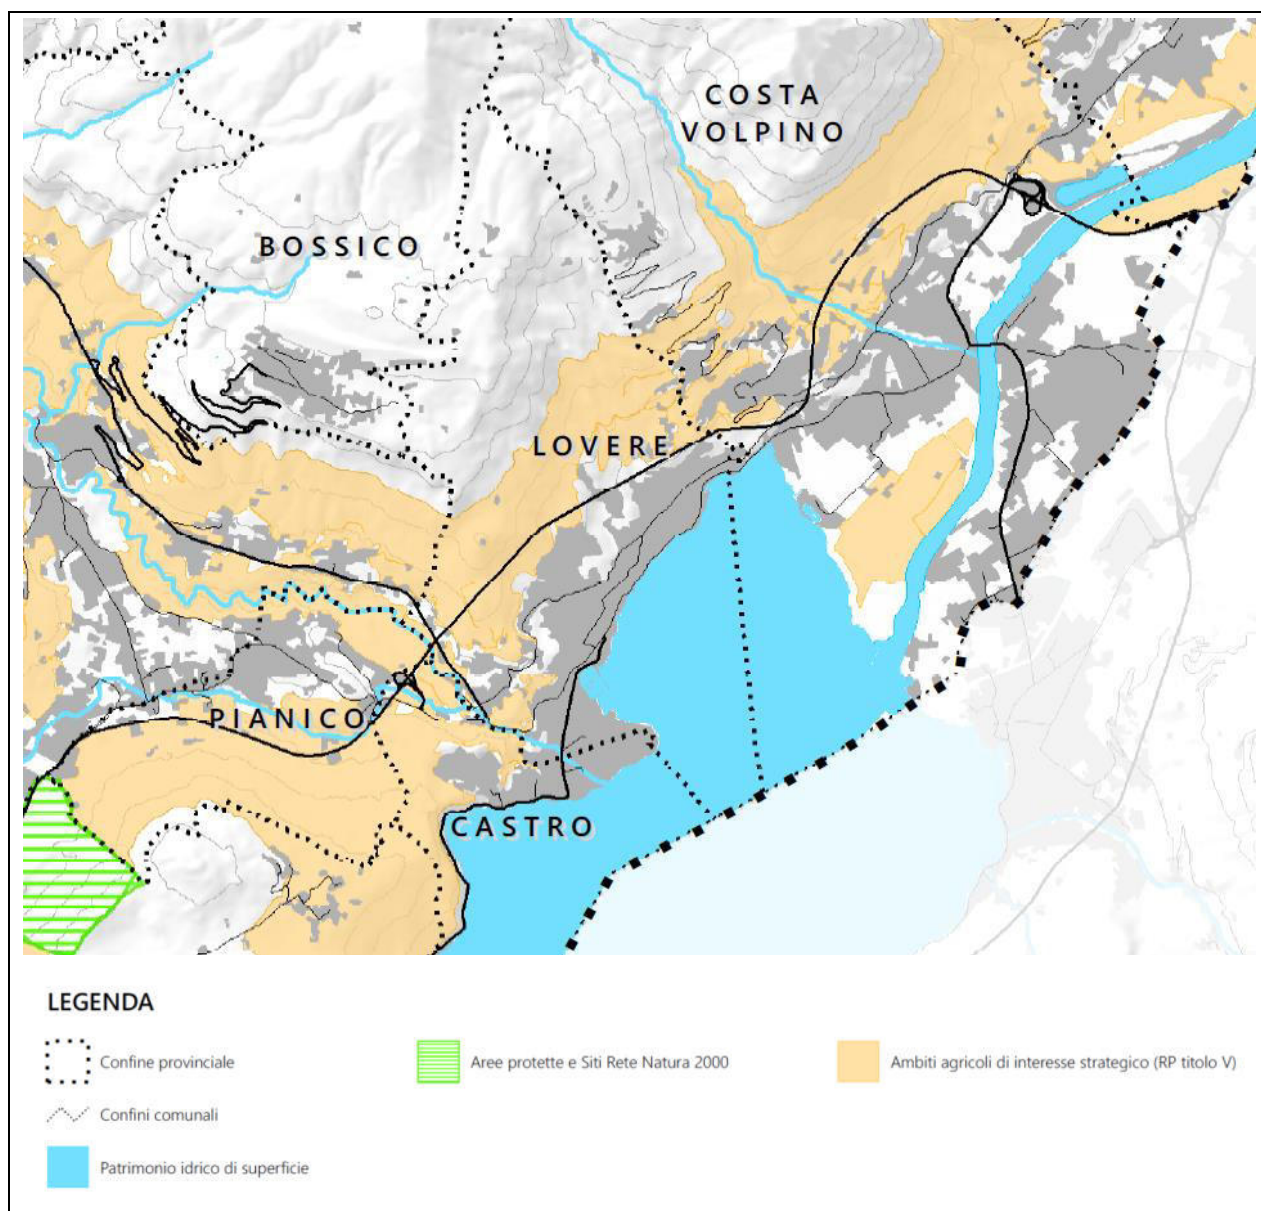 COSTA
VOLPINO
BOSSICO
LOVERE
PIANICO
CASTRO
LEGENDA
Confine provinciale
Aree protette e Siti Rete Natura 2000
Ambiti agricoli di interesse strategico (RP titolo V)
Confini comunali
Patrimonio idrico di superficie